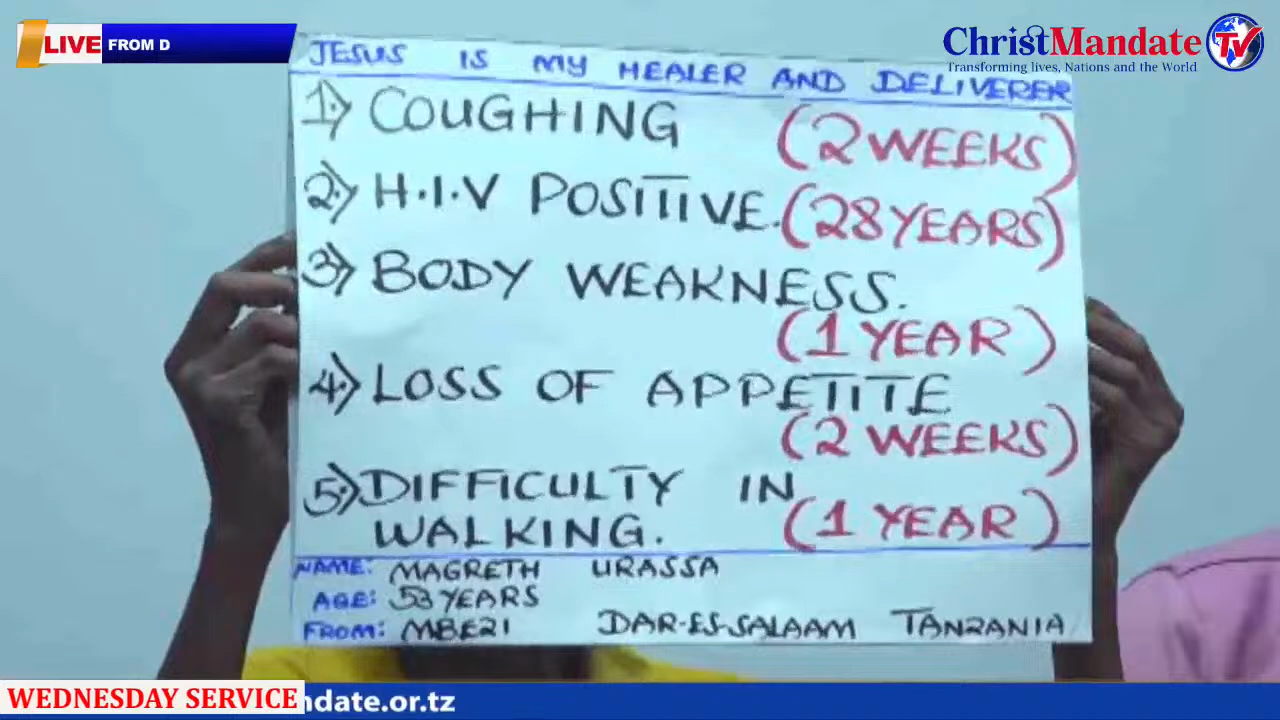 LIVE FROM D
ChristMandate TV
Transforming lives, Nations and the World
JESUS IS MY HEALER AND DELIVERER
1.) COUGHING (2 WEEKS)
2.) H.I.V POSITIVE. (28 YEARS)
3.) BODY WEAKNESS.
(1 YEAR)
4.) LOSS OF APPETITE
(2 WEEKS)
5.) DIFFICULTY IN
WALKING. (1 YEAR)
NAME: MAGRETH URASSA
AGE: 53 YEARS
FROM: MBEZI DAR-ES-SALAAM TANZANIA
WEDNESDAY SERVICE ndate.or.tz